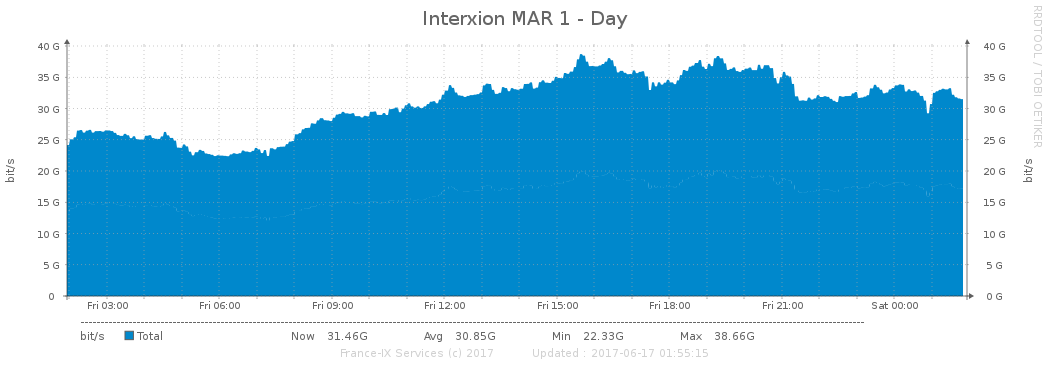 Interxion MAR 1 - Day
RRDTOOL / TOBI OETIKER
bit/s
bit/s
40 G 40 G
35 G 35 G
30 G 30 G
25 G 25 G
20 G 20 G
15 G 15 G
10 G 10 G
5 G 5 G
0 0 G
Fri 03:00 Fri 06:00 Fri 09:00 Fri 12:00 Fri 15:00 Fri 18:00 Fri 21:00 Sat 00:00
bit/s Total Now 31.46G Avg 30.85G Min 22.33G Max 38.66G
France-IX Services (c) 2017 Updated : 2017-06-17 01:55:15